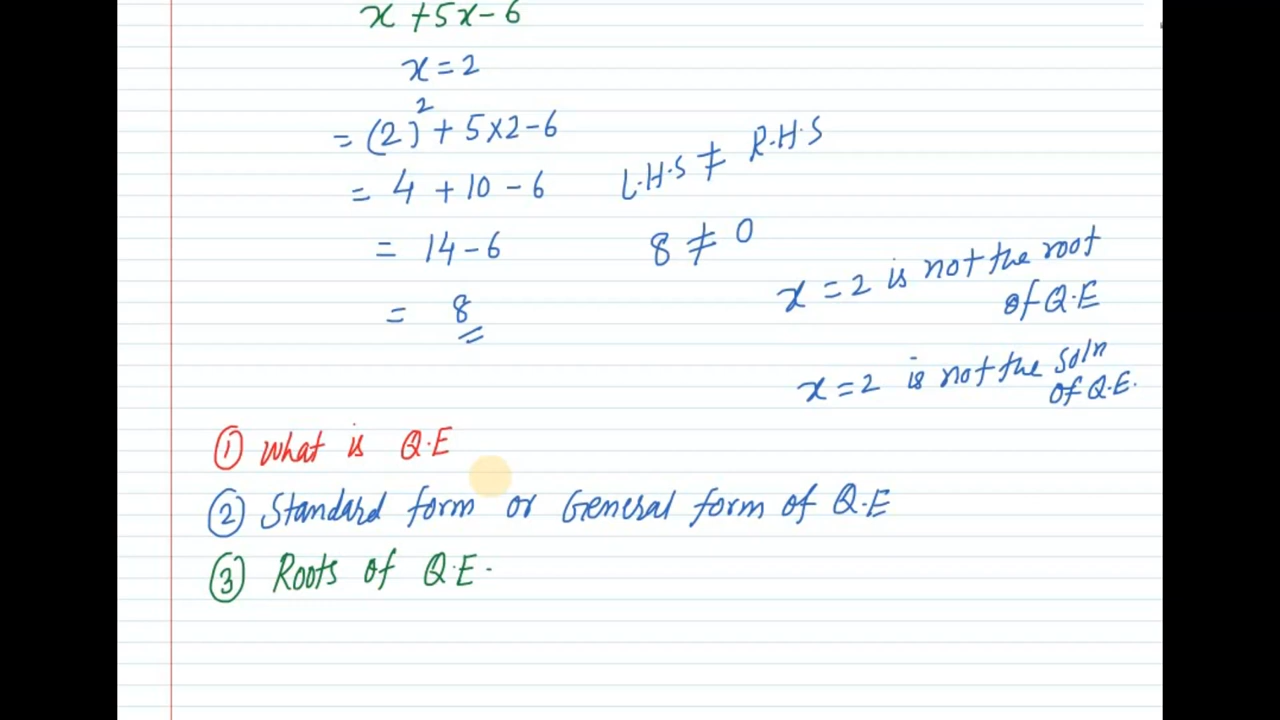 x + 5x - 6
x = 2
= (2)² + 5×2 - 6
= 4 + 10 - 6
= 14 - 6
= 8
L.H.S ≠ R.H.S
8 ≠ 0
x = 2 is not the root
of Q.E
x = 2 is not the soln
of Q.E.
① What is Q.E
② Standard form or General form of Q.E
③ Roots of Q.E.